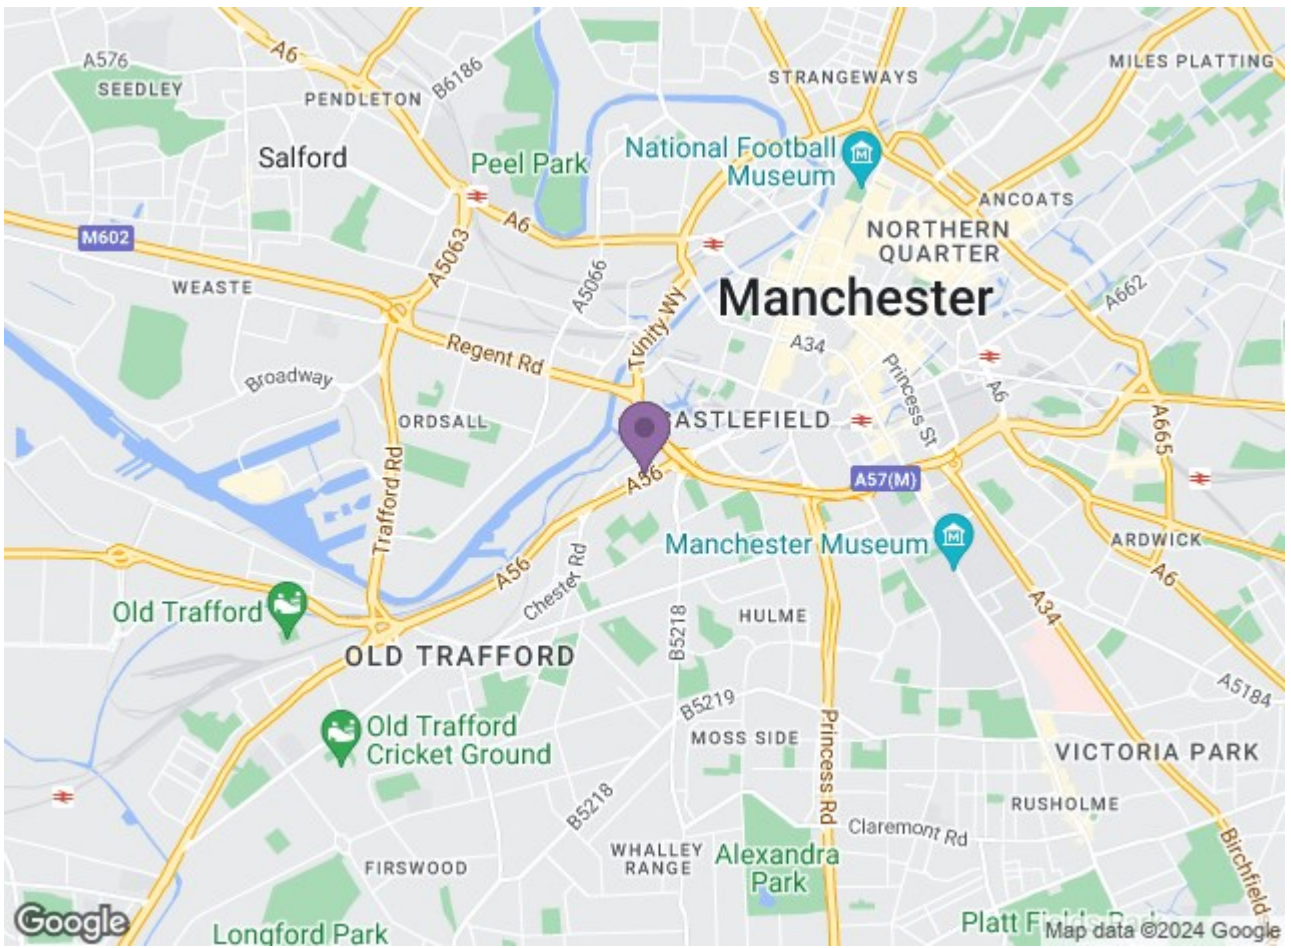 A576
SEEDLEY
A6
PENDLETON
B6186
STRANGEWAYS
MILES PLATTING
Salford
Peel Park
National Football
Museum
ANCOATS
M602
A5063
A6
NORTHERN
QUARTER
WEASTE
A5066
Trinity Wy
Manchester
A662
Regent Rd
A34
Princess St
A6
Broadway
ORDSALL
CASTLEFIELD
A665
Trafford Rd
A56
A57(M)
Manchester Museum
ARDWICK
A56
Chester Rd
A6
Old Trafford
B5218
HULME
A34
OLD TRAFFORD
B5219
A5184
Old Trafford
Cricket Ground
MOSS SIDE
Princess Rd
VICTORIA PARK
B5218
RUSHOLME
Claremont Rd
FIRSWOOD
WHALLEY
RANGE
Alexandra
Park
Birchfield
Google
Longford Park
Platt Fields Park
Map data ©2024 Google